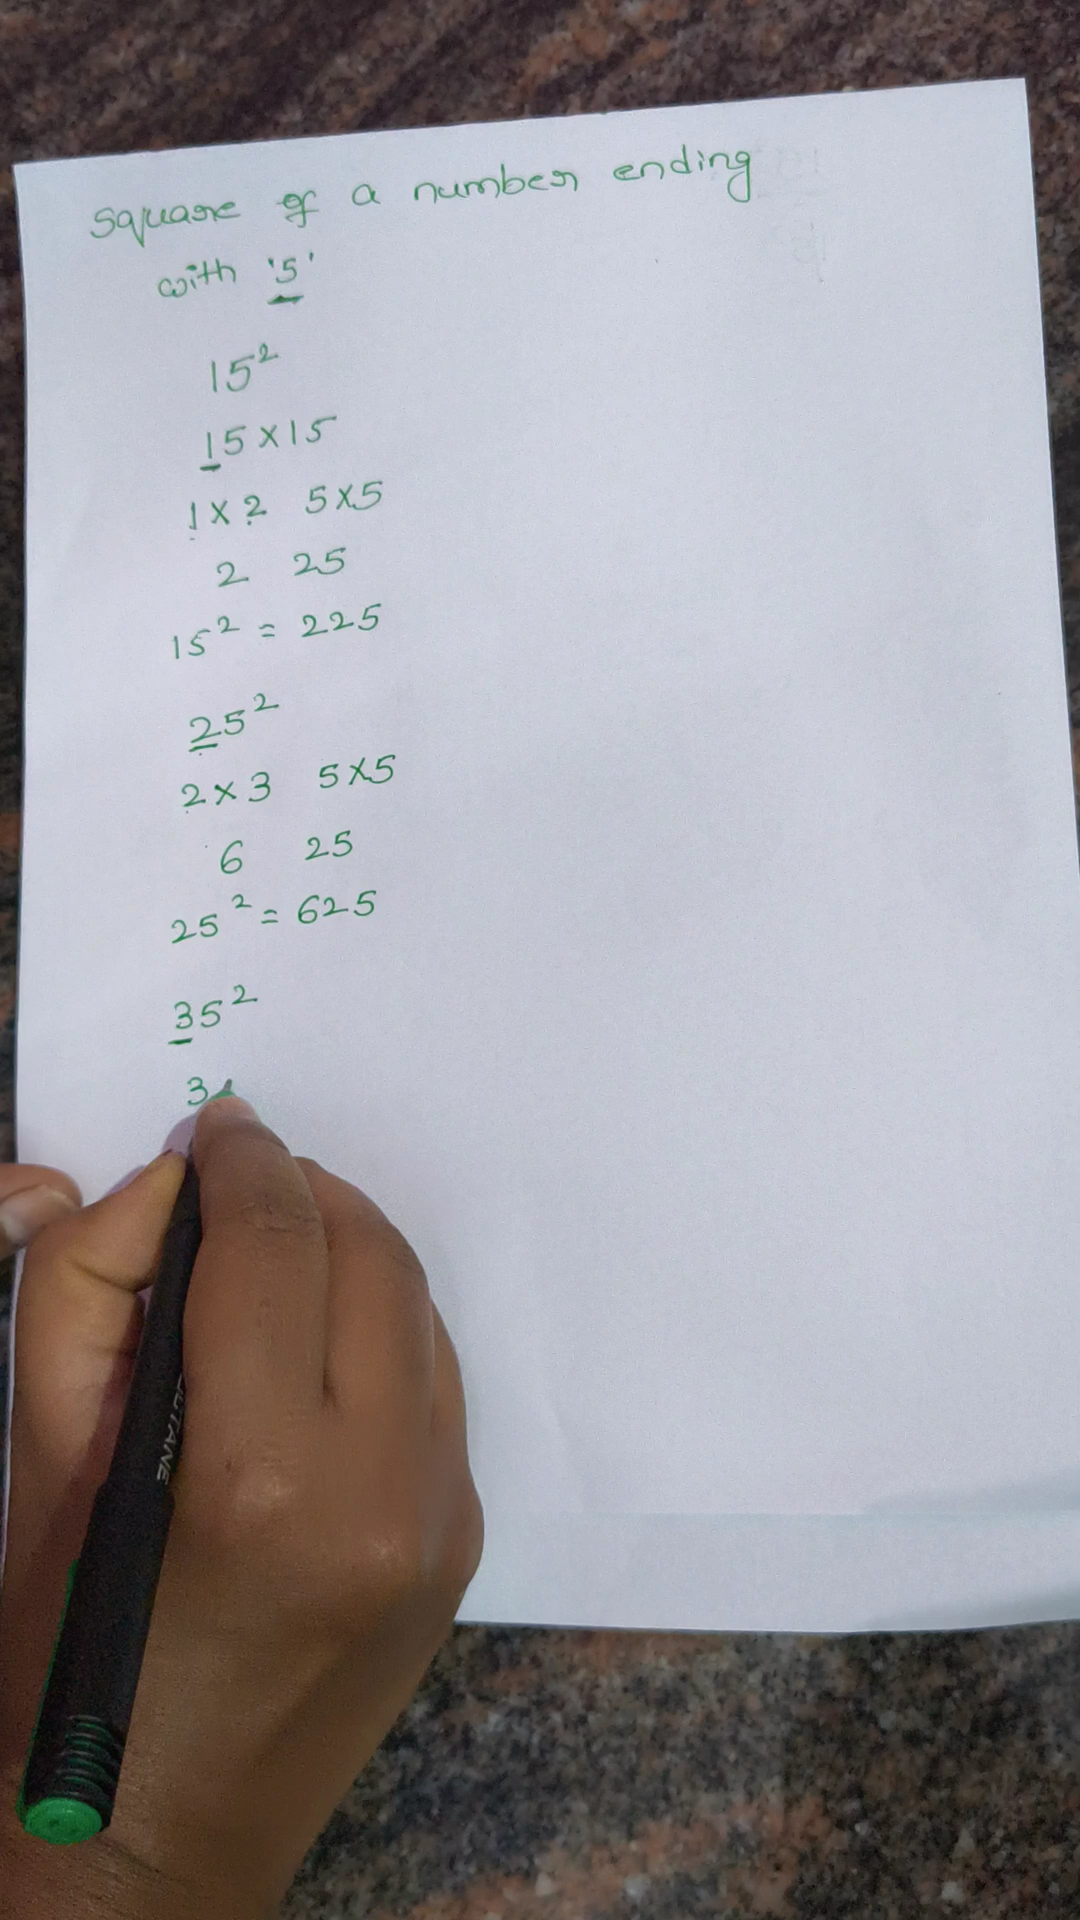 square of a number ending
with '5'
15²
15×15
1×2 5×5
2 25
15² = 225
25²
2×3 5×5
6 25
25² = 625
35²
3